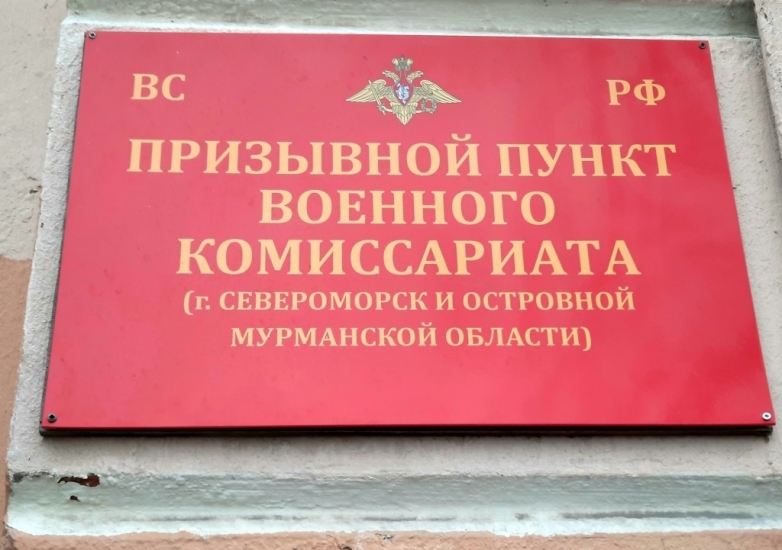 ВС РФ
ПРИЗЫВНОЙ ПУНКТ
ВОЕННОГО
КОМИССАРИАТА
(г. СЕВЕРОМОРСК И ОСТРОВНОЙ
МУРМАНСКОЙ ОБЛАСТИ)